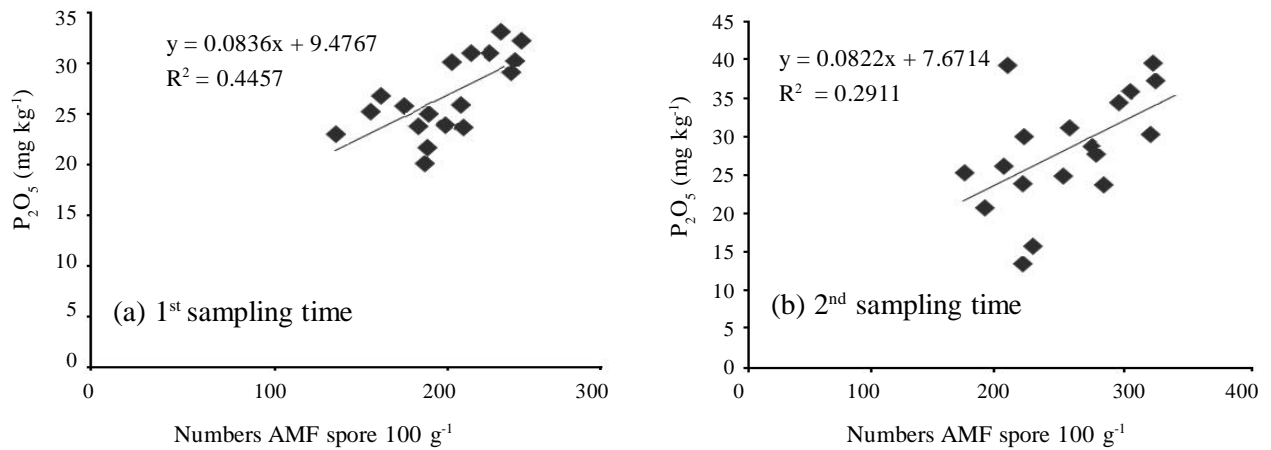 35
30
25
20
15
10
5
0
P₂O₅ (mg kg⁻¹)
y = 0.0836x + 9.4767
R² = 0.4457
(a) 1ˢᵗ sampling time
0 100 200 300
Numbers AMF spore 100 g⁻¹
45
40
35
30
25
20
15
10
5
0
P₂O₅ (mg kg⁻¹)
y = 0.0822x + 7.6714
R² = 0.2911
(b) 2ⁿᵈ sampling time
0 100 200 300 400
Numbers AMF spore 100 g⁻¹